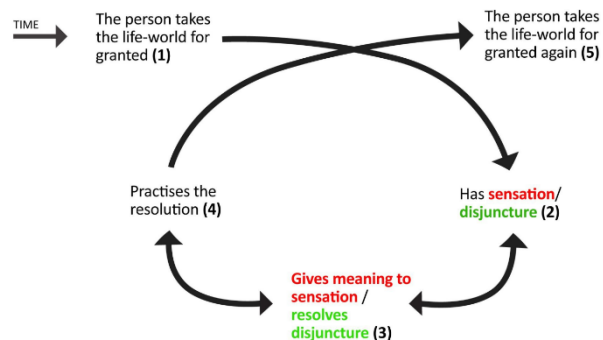 TIME
The person takes
the life-world for
granted (1)
The person takes
the life-world for
granted again (5)
Practises the
resolution (4)
Has sensation/
disjuncture (2)
Gives meaning to
sensation /
resolves
disjuncture (3)